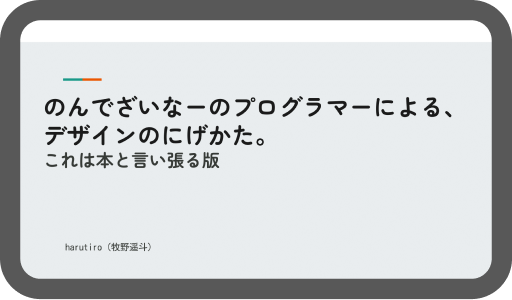 のんでざいなーのプログラマーによる、
デザインのにげかた。
これは本と言い張る版
harutiro（牧野遥斗）